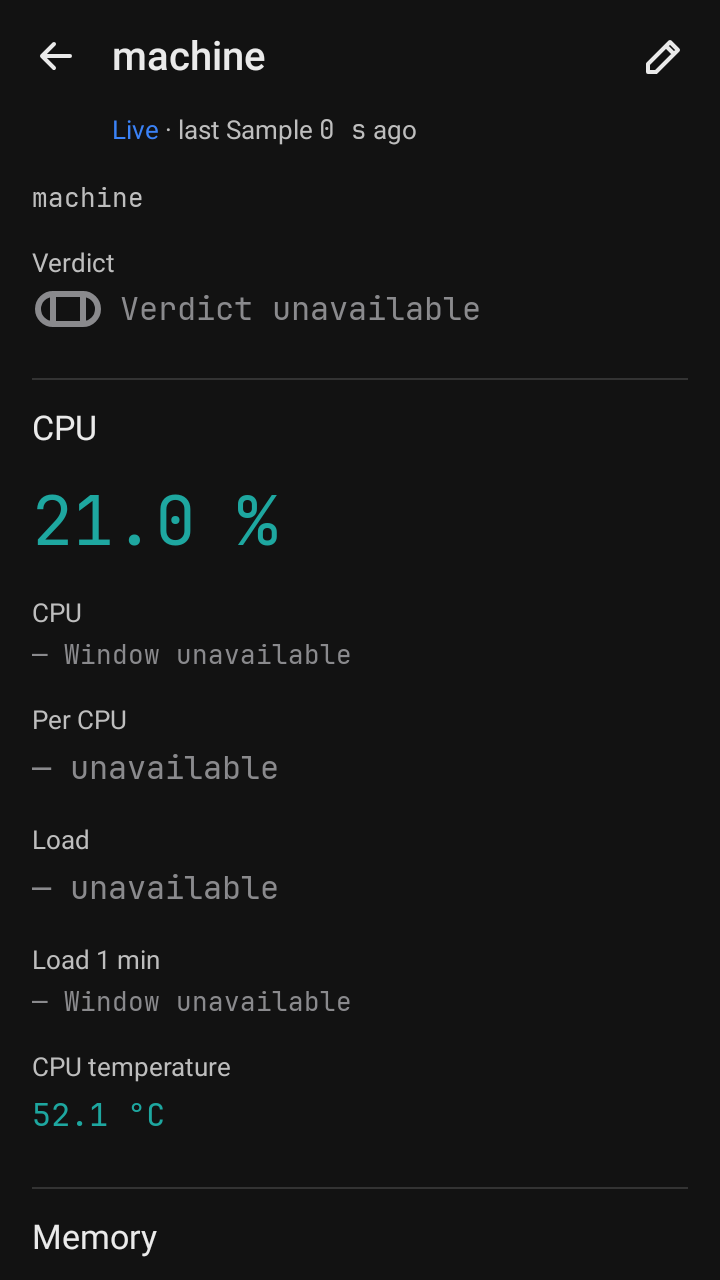 machine
Live · last Sample 0 s ago
machine
Verdict
Verdict unavailable
CPU
21.0 %
CPU
— Window unavailable
Per CPU
— unavailable
Load
— unavailable
Load 1 min
— Window unavailable
CPU temperature
52.1 °C
Memory